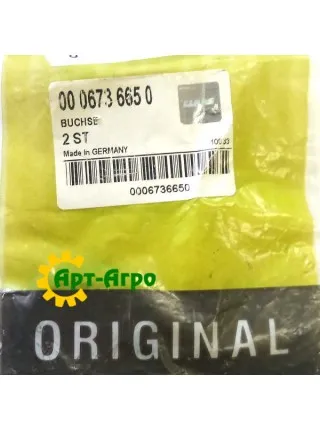 00 0673 665 0
BUCHSE
2 ST
Made in GERMANY
10033
0006736650
Арт-Агро
ORIGINAL